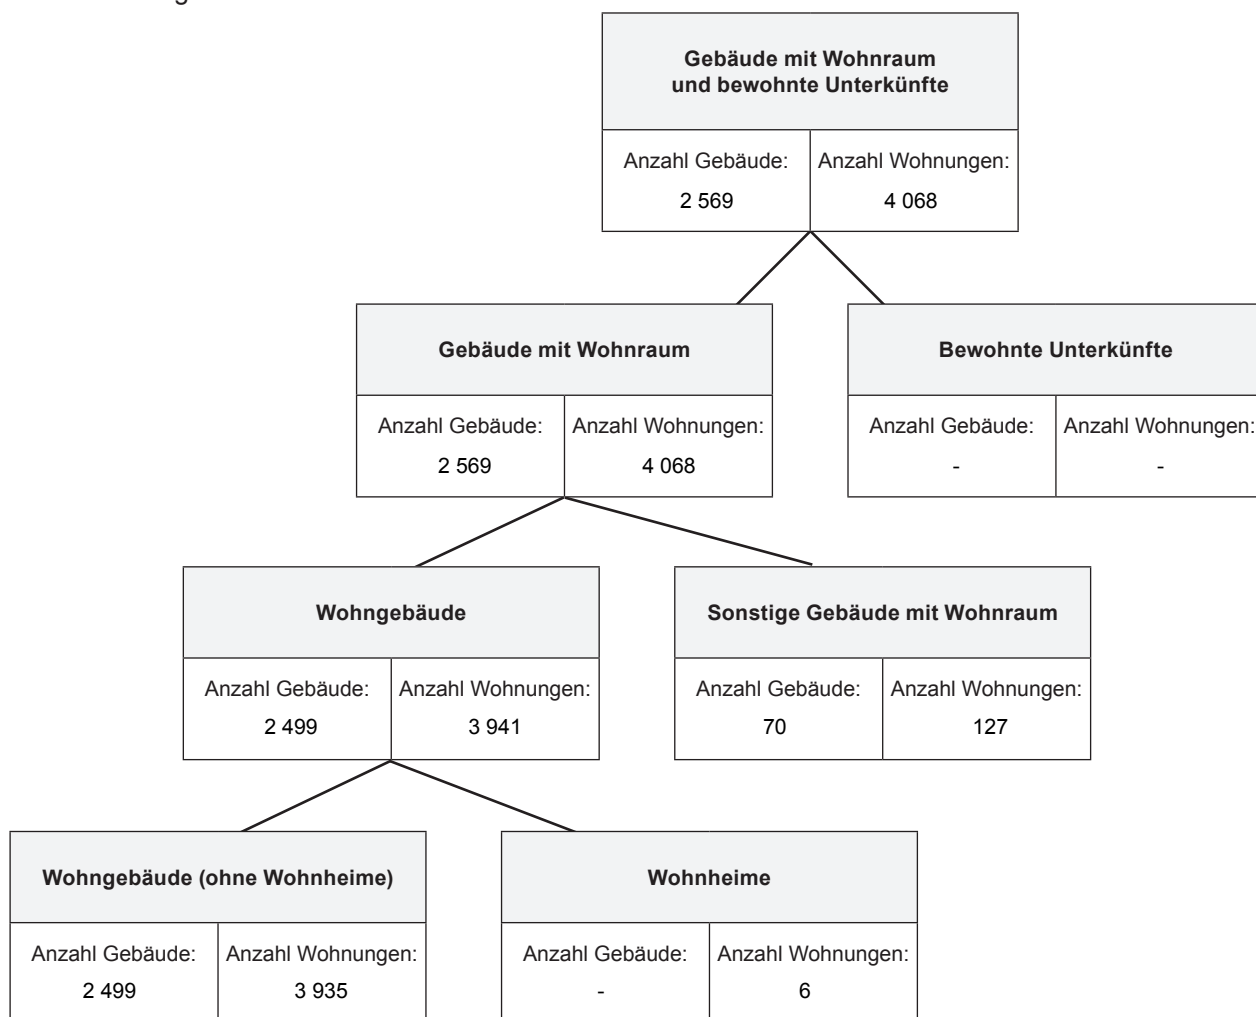 Gebäude mit Wohnraum
und bewohnte Unterkünfte
Anzahl Gebäude: Anzahl Wohnungen:
2 569 4 068
Gebäude mit Wohnraum
Bewohnte Unterkünfte
Anzahl Gebäude: Anzahl Wohnungen:
2 569 4 068
Anzahl Gebäude: Anzahl Wohnungen:
- -
Wohngebäude
Sonstige Gebäude mit Wohnraum
Anzahl Gebäude: Anzahl Wohnungen:
2 499 3 941
Anzahl Gebäude: Anzahl Wohnungen:
70 127
Wohngebäude (ohne Wohnheime)
Wohnheime
Anzahl Gebäude: Anzahl Wohnungen:
2 499 3 935
Anzahl Gebäude: Anzahl Wohnungen:
- 6